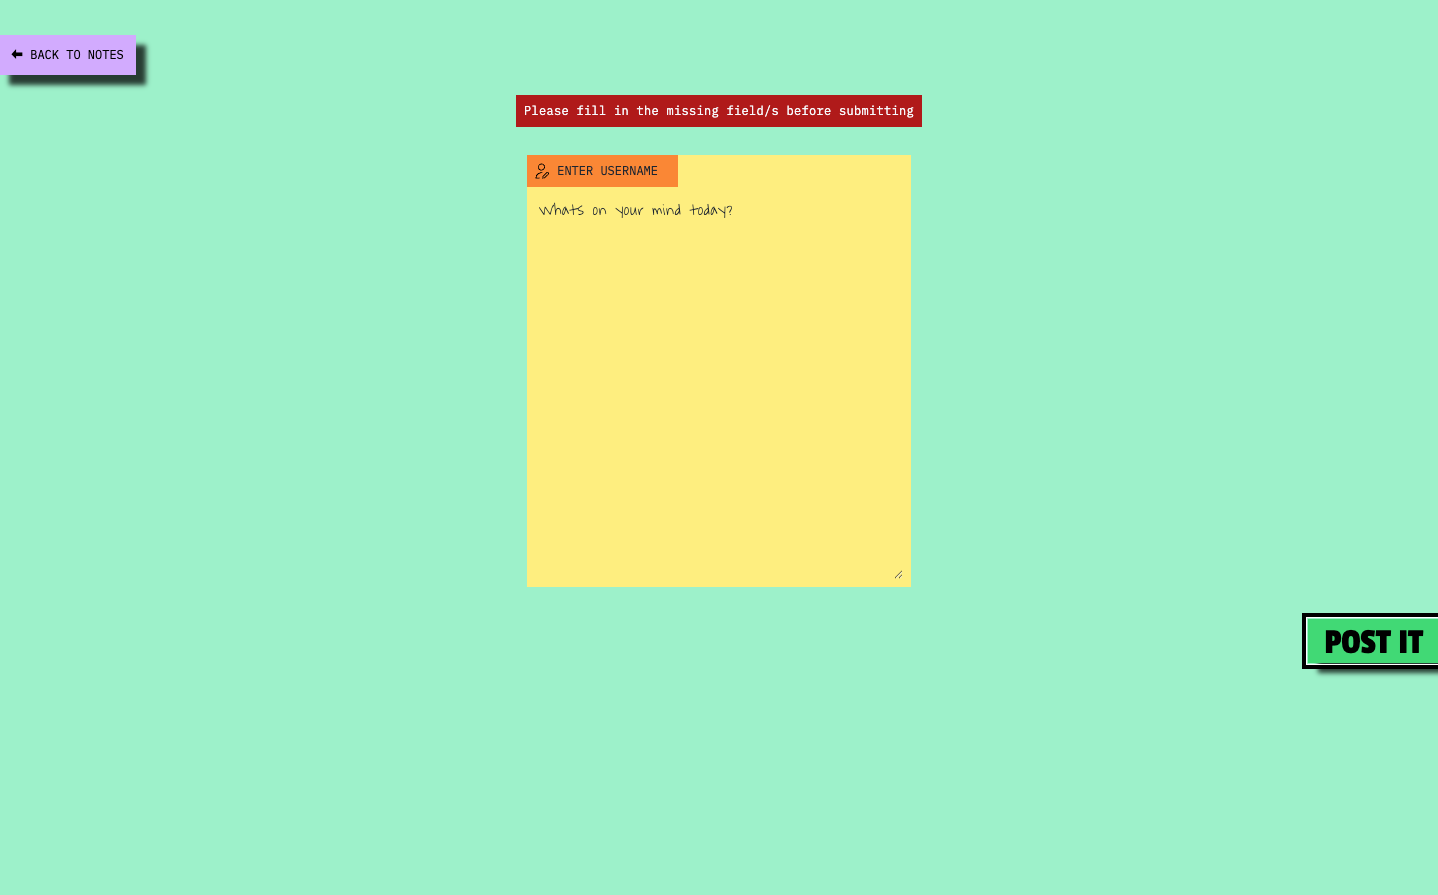 BACK TO NOTES
Please fill in the missing field/s before submitting
ENTER USERNAME
Whats on your mind today?
POST IT